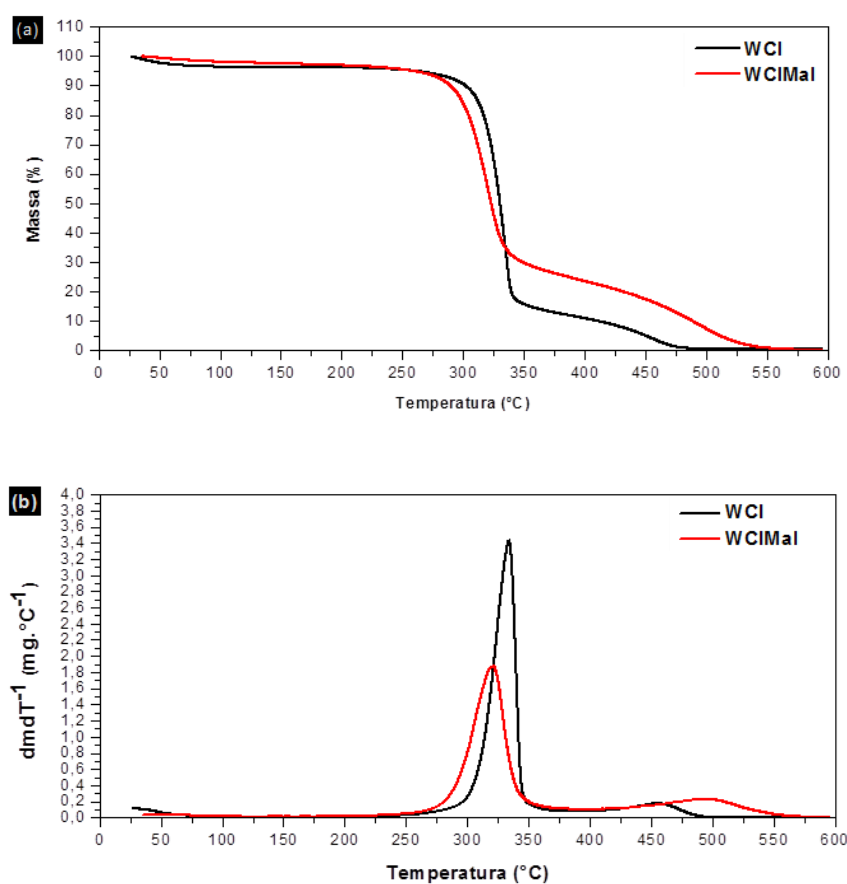 (a)
110
100
90
80
70
60
50
40
30
20
10
0
Massa (%)
WCl
WClMal
0 50 100 150 200 250 300 350 400 450 500 550 600
Temperatura (°C)
(b)
4,0
3,8
3,6
3,4
3,2
3,0
2,8
2,6
2,4
2,2
2,0
1,8
1,6
1,4
1,2
1,0
0,8
0,6
0,4
0,2
0,0
dmdT⁻¹ (mg.°C⁻¹)
WCl
WClMal
0 50 100 150 200 250 300 350 400 450 500 550 600
Temperatura (°C)